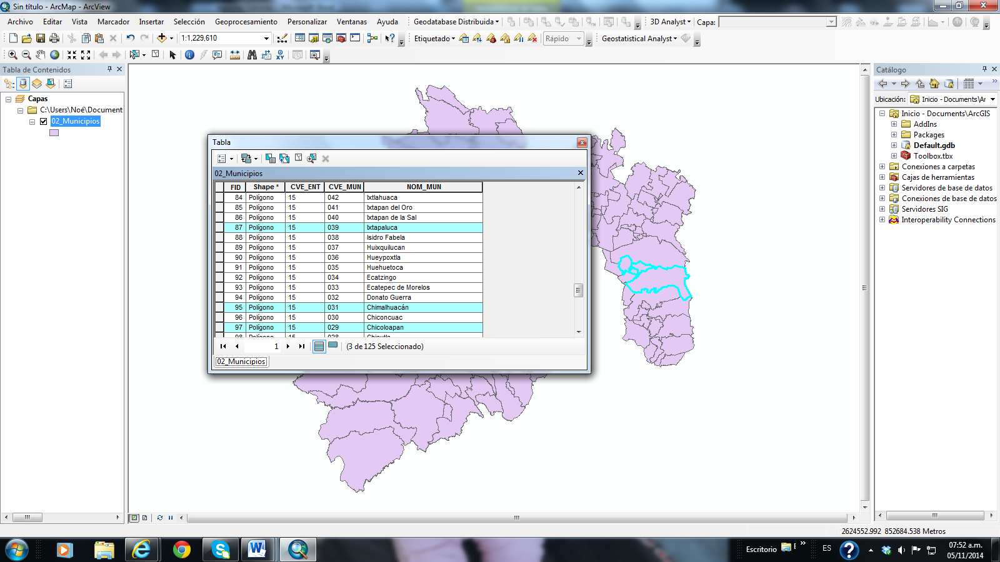 Sin título - ArcMap - ArcView
Archivo Editar Vista Marcador Insertar Selección Geoprocesamiento Personalizar Ventanas Ayuda Geodatabase Distribuida 3D Analyst Capa:
1:1,229,610 Etiquetado Rápido Geostatistical Analyst
Tabla de Contenidos
Capas
C:\Users\Noé\Document
02_Municipios
Tabla
02_Municipios
FID Shape * CVE_ENT CVE_MUN NOM_MUN
84 Polígono 15 042 Ixtlahuaca
85 Polígono 15 041 Ixtapan del Oro
86 Polígono 15 040 Ixtapan de la Sal
87 Polígono 15 039 Ixtapaluca
88 Polígono 15 038 Isidro Fabela
89 Polígono 15 037 Huixquilucan
90 Polígono 15 036 Hueypoxtla
91 Polígono 15 035 Huehuetoca
92 Polígono 15 034 Ecatzingo
93 Polígono 15 033 Ecatepec de Morelos
94 Polígono 15 032 Donato Guerra
95 Polígono 15 031 Chimalhuacán
96 Polígono 15 030 Chiconcuac
97 Polígono 15 029 Chicoloapan
1 (3 de 125 Seleccionado)
02_Municipios
Catálogo
Ubicación: Inicio - Documents\Ar
Inicio - Documents\ArcGIS
AddIns
Packages
Default.gdb
Toolbox.tbx
Conexiones a carpetas
Cajas de herramientas
Servidores de base de datos
Conexiones de base de datos
Servidores SIG
Interoperability Connections
2624552.992 852684.538 Metros
Escritorio ES 07:52 a.m.
05/11/2014